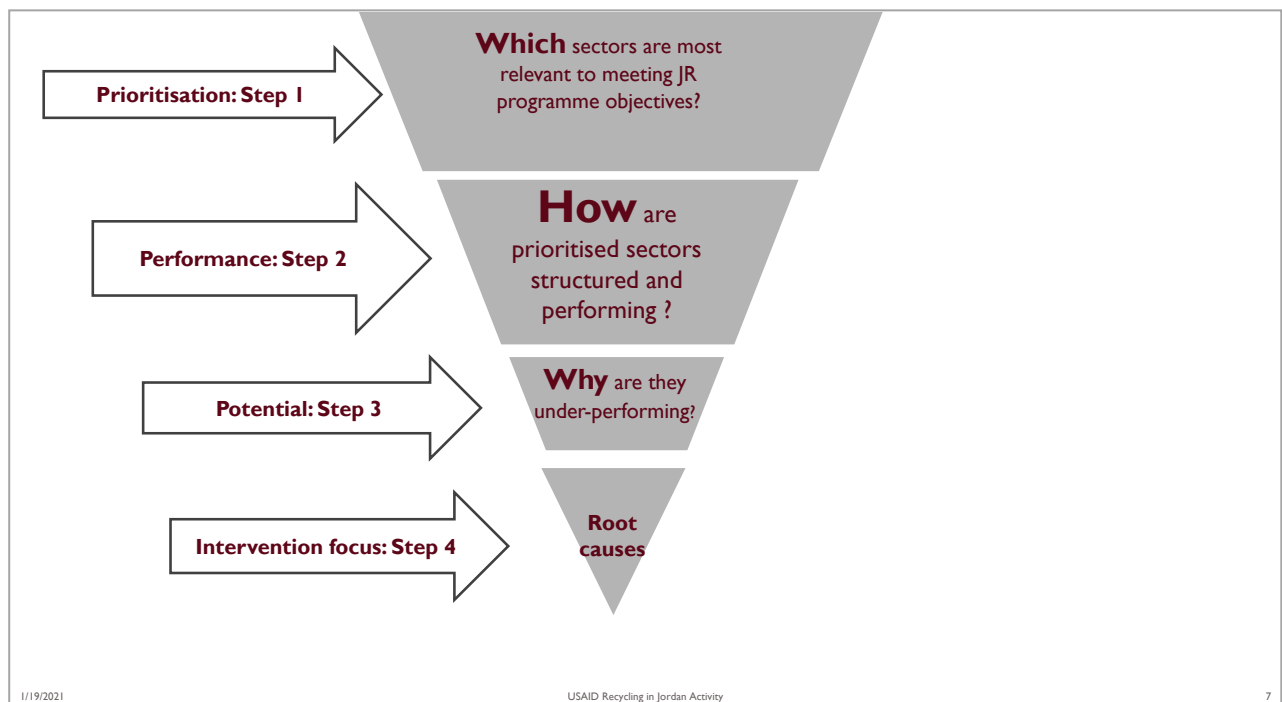 Which sectors are most
relevant to meeting JR
programme objectives?
Prioritisation: Step 1
How are
prioritised sectors
structured and
performing ?
Performance: Step 2
Why are they
under-performing?
Potential: Step 3
Root
causes
Intervention focus: Step 4
1/19/2021
USAID Recycling in Jordan Activity
7